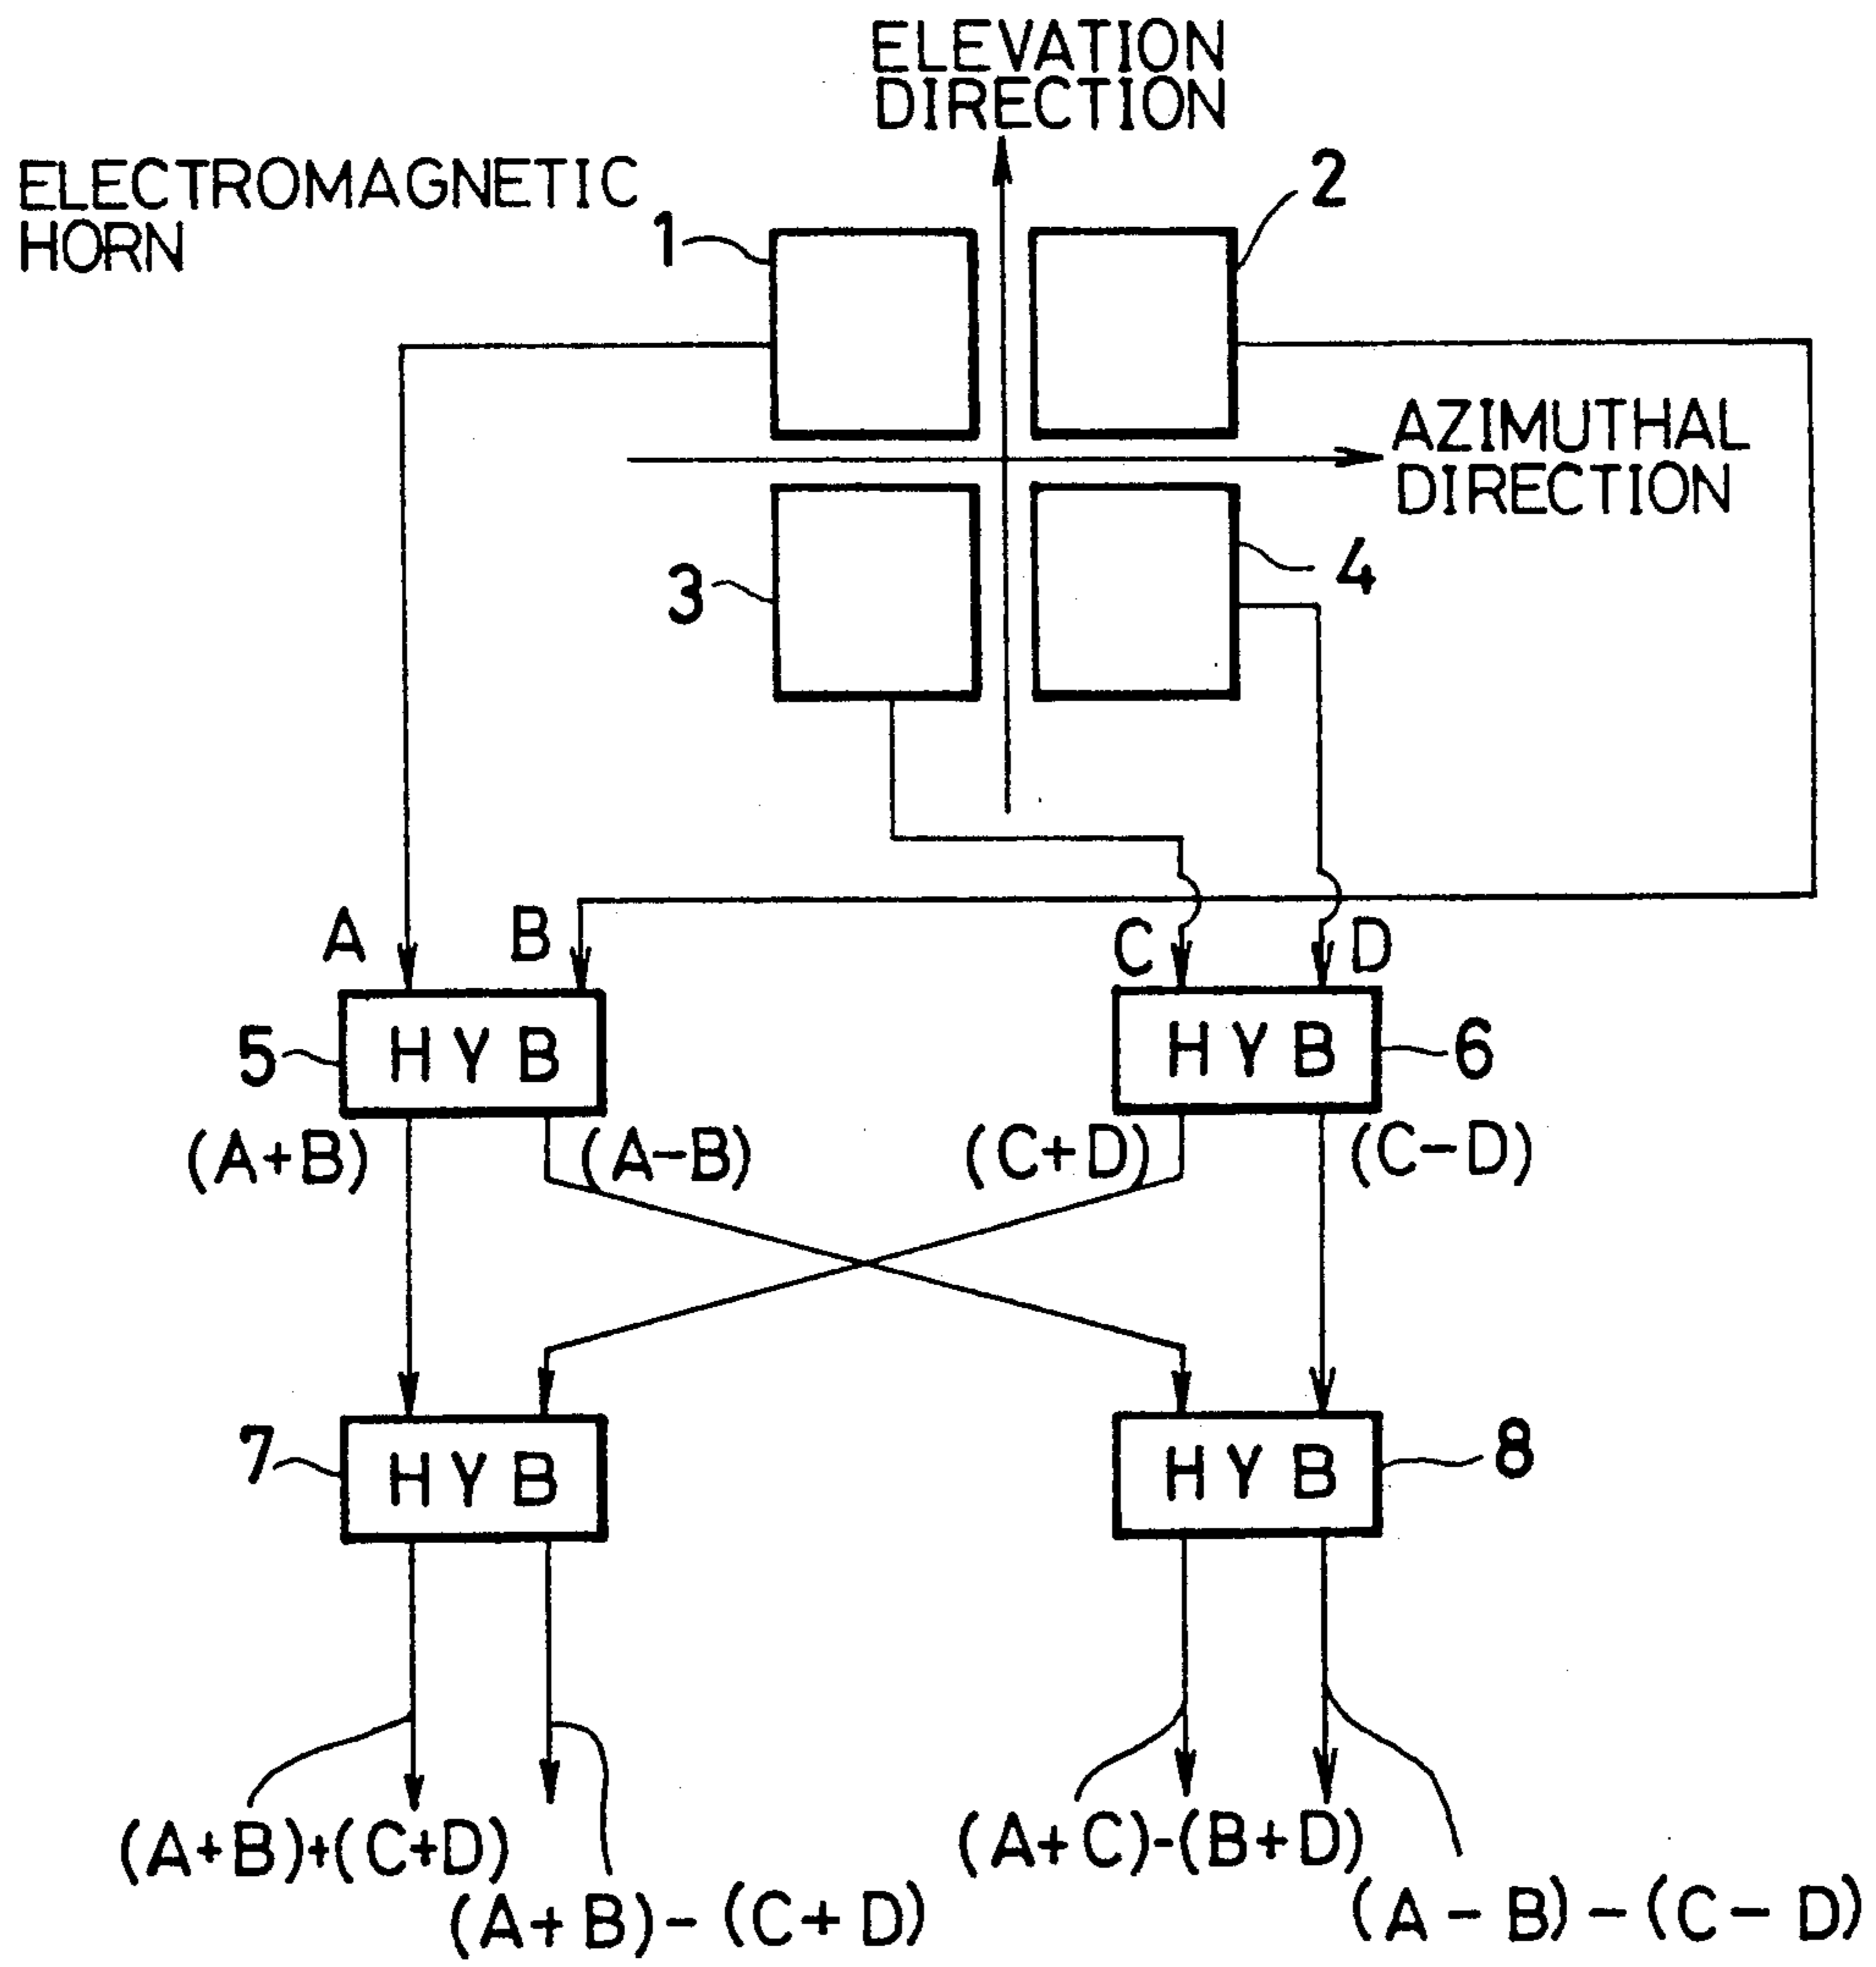 ELEVATION
DIRECTION
ELECTROMAGNETIC
HORN
1
2
AZIMUTHAL
DIRECTION
3
4
A
B
C
D
5
HYB
HYB
6
(A+B)
(A-B)
(C+D)
(C-D)
7
HYB
HYB
8
(A+B)+(C+D)
(A+C)-(B+D)
(A+B)-(C+D)
(A-B)-(C-D)